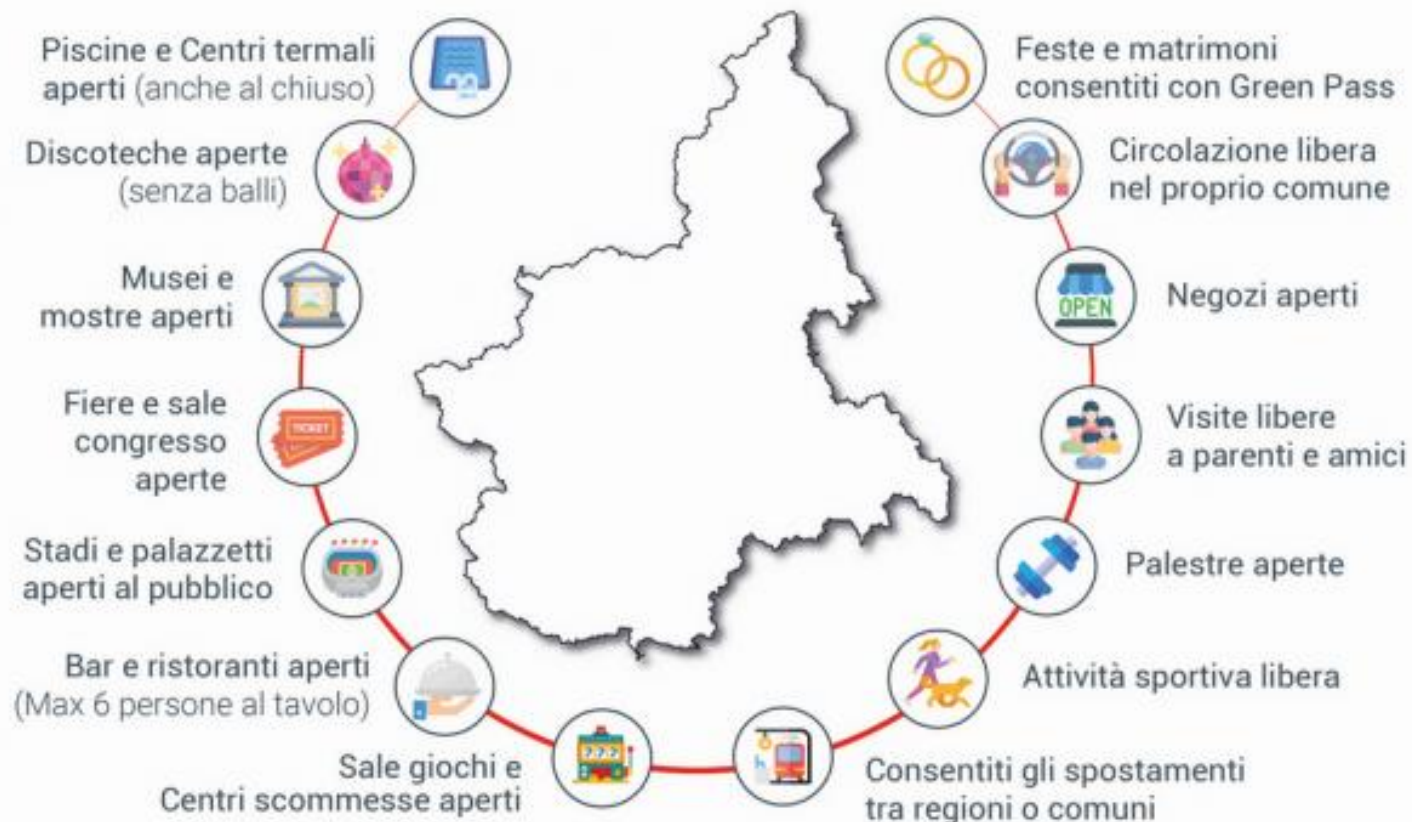 Piscine e Centri termali
aperti (anche al chiuso)
Discoteche aperte
(senza balli)
Musei e
mostre aperti
Fiere e sale
congresso
aperte
TICKET
Stadi e palazzetti
aperti al pubblico
Bar e ristoranti aperti
(Max 6 persone al tavolo)
Sale giochi e
Centri scommesse aperti
???
Feste e matrimoni
consentiti con Green Pass
Circolazione libera
nel proprio comune
OPEN
Negozi aperti
Visite libere
a parenti e amici
Palestre aperte
Attività sportiva libera
Consentiti gli spostamenti
tra regioni o comuni